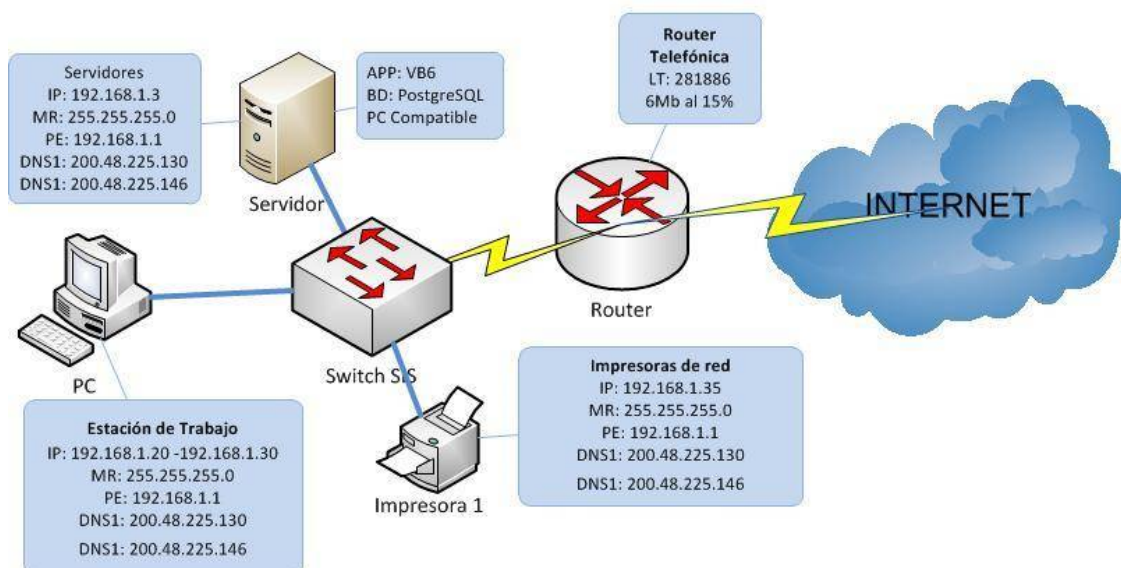 Servidores
IP: 192.168.1.3
MR: 255.255.255.0
PE: 192.168.1.1
DNS1: 200.48.225.130
DNS1: 200.48.225.146
Servidor
APP: VB6
BD: PostgreSQL
PC Compatible
Router
Telefónica
LT: 281886
6Mb al 15%
INTERNET
Router
PC
Switch SIS
Impresora 1
Estación de Trabajo
IP: 192.168.1.20 -192.168.1.30
MR: 255.255.255.0
PE: 192.168.1.1
DNS1: 200.48.225.130
DNS1: 200.48.225.146
Impresoras de red
IP: 192.168.1.35
MR: 255.255.255.0
PE: 192.168.1.1
DNS1: 200.48.225.130
DNS1: 200.48.225.146